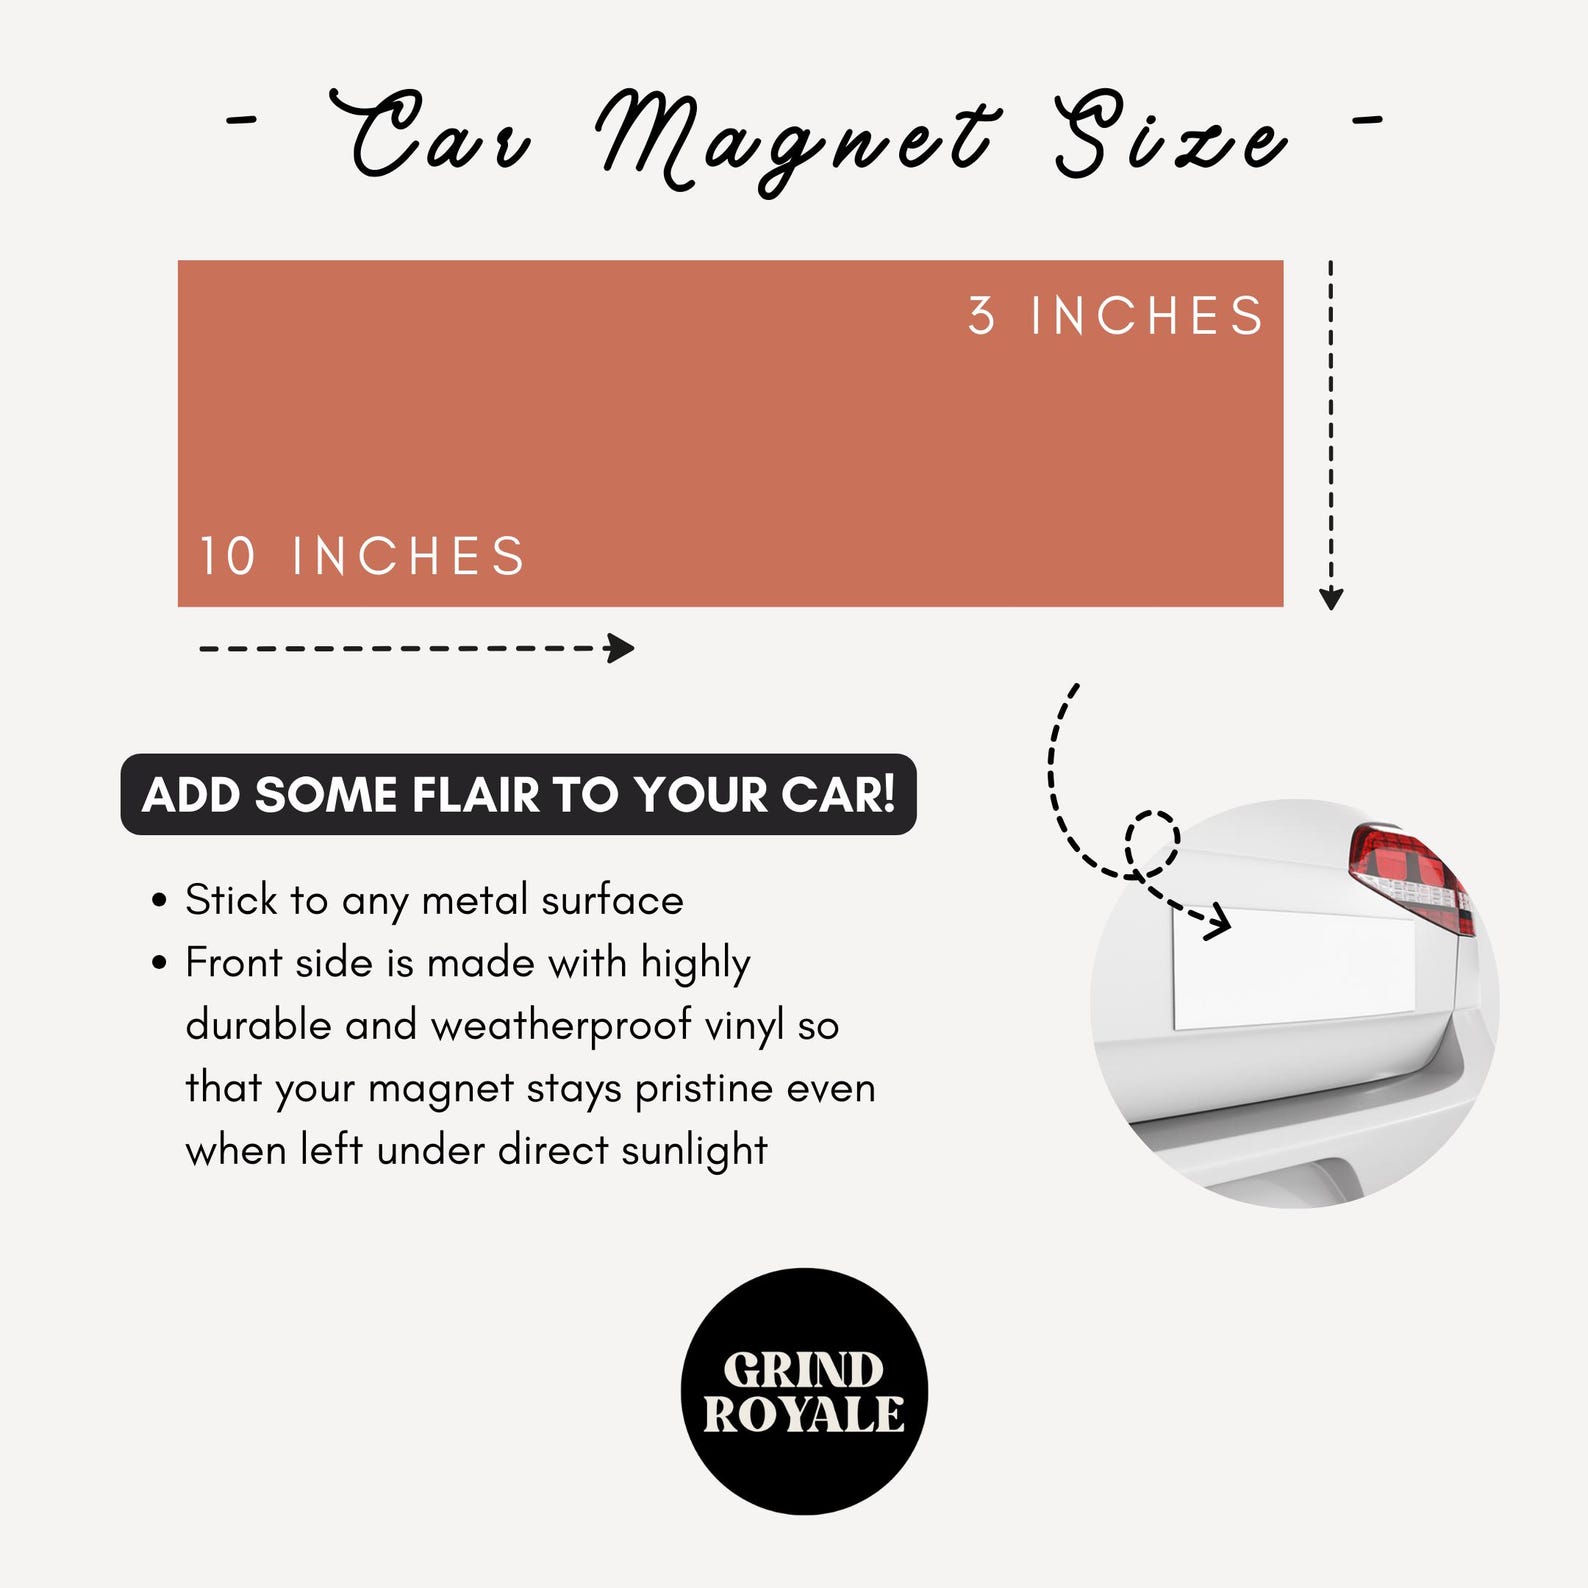 - Car Magnet Size -
3 INCHES
10 INCHES
ADD SOME FLAIR TO YOUR CAR!
• Stick to any metal surface
• Front side is made with highly
durable and weatherproof vinyl so
that your magnet stays pristine even
when left under direct sunlight
GRIND
ROYALE